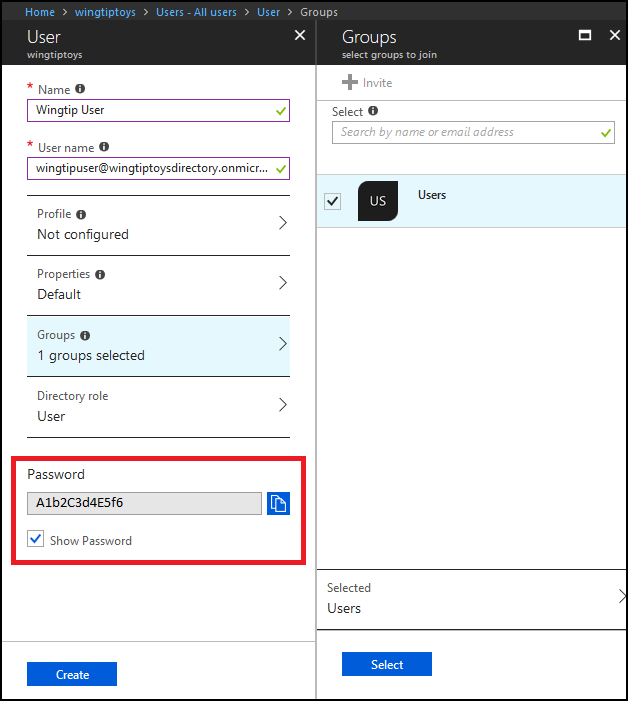 Home > wingtiptoys > Users - All users > User > Groups
User
wingtiptoys
* Name
Wingtip User
* User name
wingtipuser@wingtiptoysdirectory.onmicr...
Profile
Not configured
Properties
Default
Groups
1 groups selected
Directory role
User
Password
A1b2C3d4E5f6
Show Password
Create
Groups
select groups to join
Invite
Select
Search by name or email address
US
Users
Selected
Users
Select